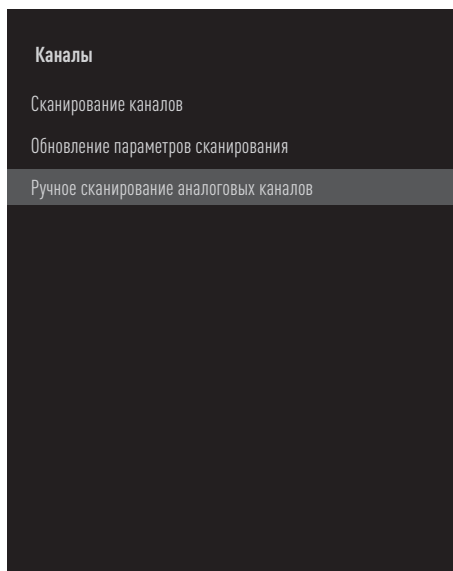 Каналы
Сканирование каналов
Обновление параметров сканирования
Ручное сканирование аналоговых каналов